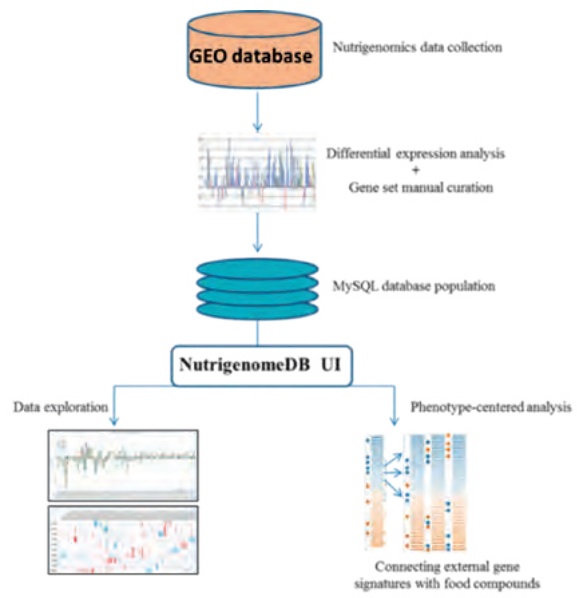 GEO database
Nutrigenomics data collection
Differential expression analysis
+
Gene set manual curation
MySQL database population
NutrigenomeDB UI
Data exploration
Phenotype-centered analysis
Connecting external gene
signatures with food compounds